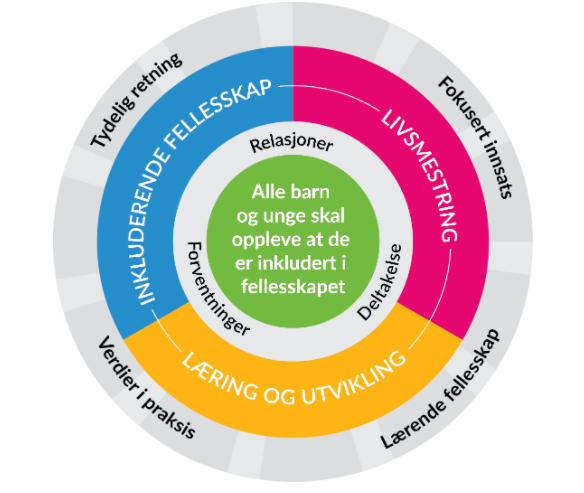 Tydelig retning
Fokusert innsats
INKLUDERENDE FELLESSKAP
LIVSMESTRING
Relasjoner
Alle barn
og unge skal
oppleve at de
er inkludert i
fellesskapet
Forventninger
Deltakelse
LÆRING OG UTVIKLING
Verdier i praksis
Lærende fellesskap